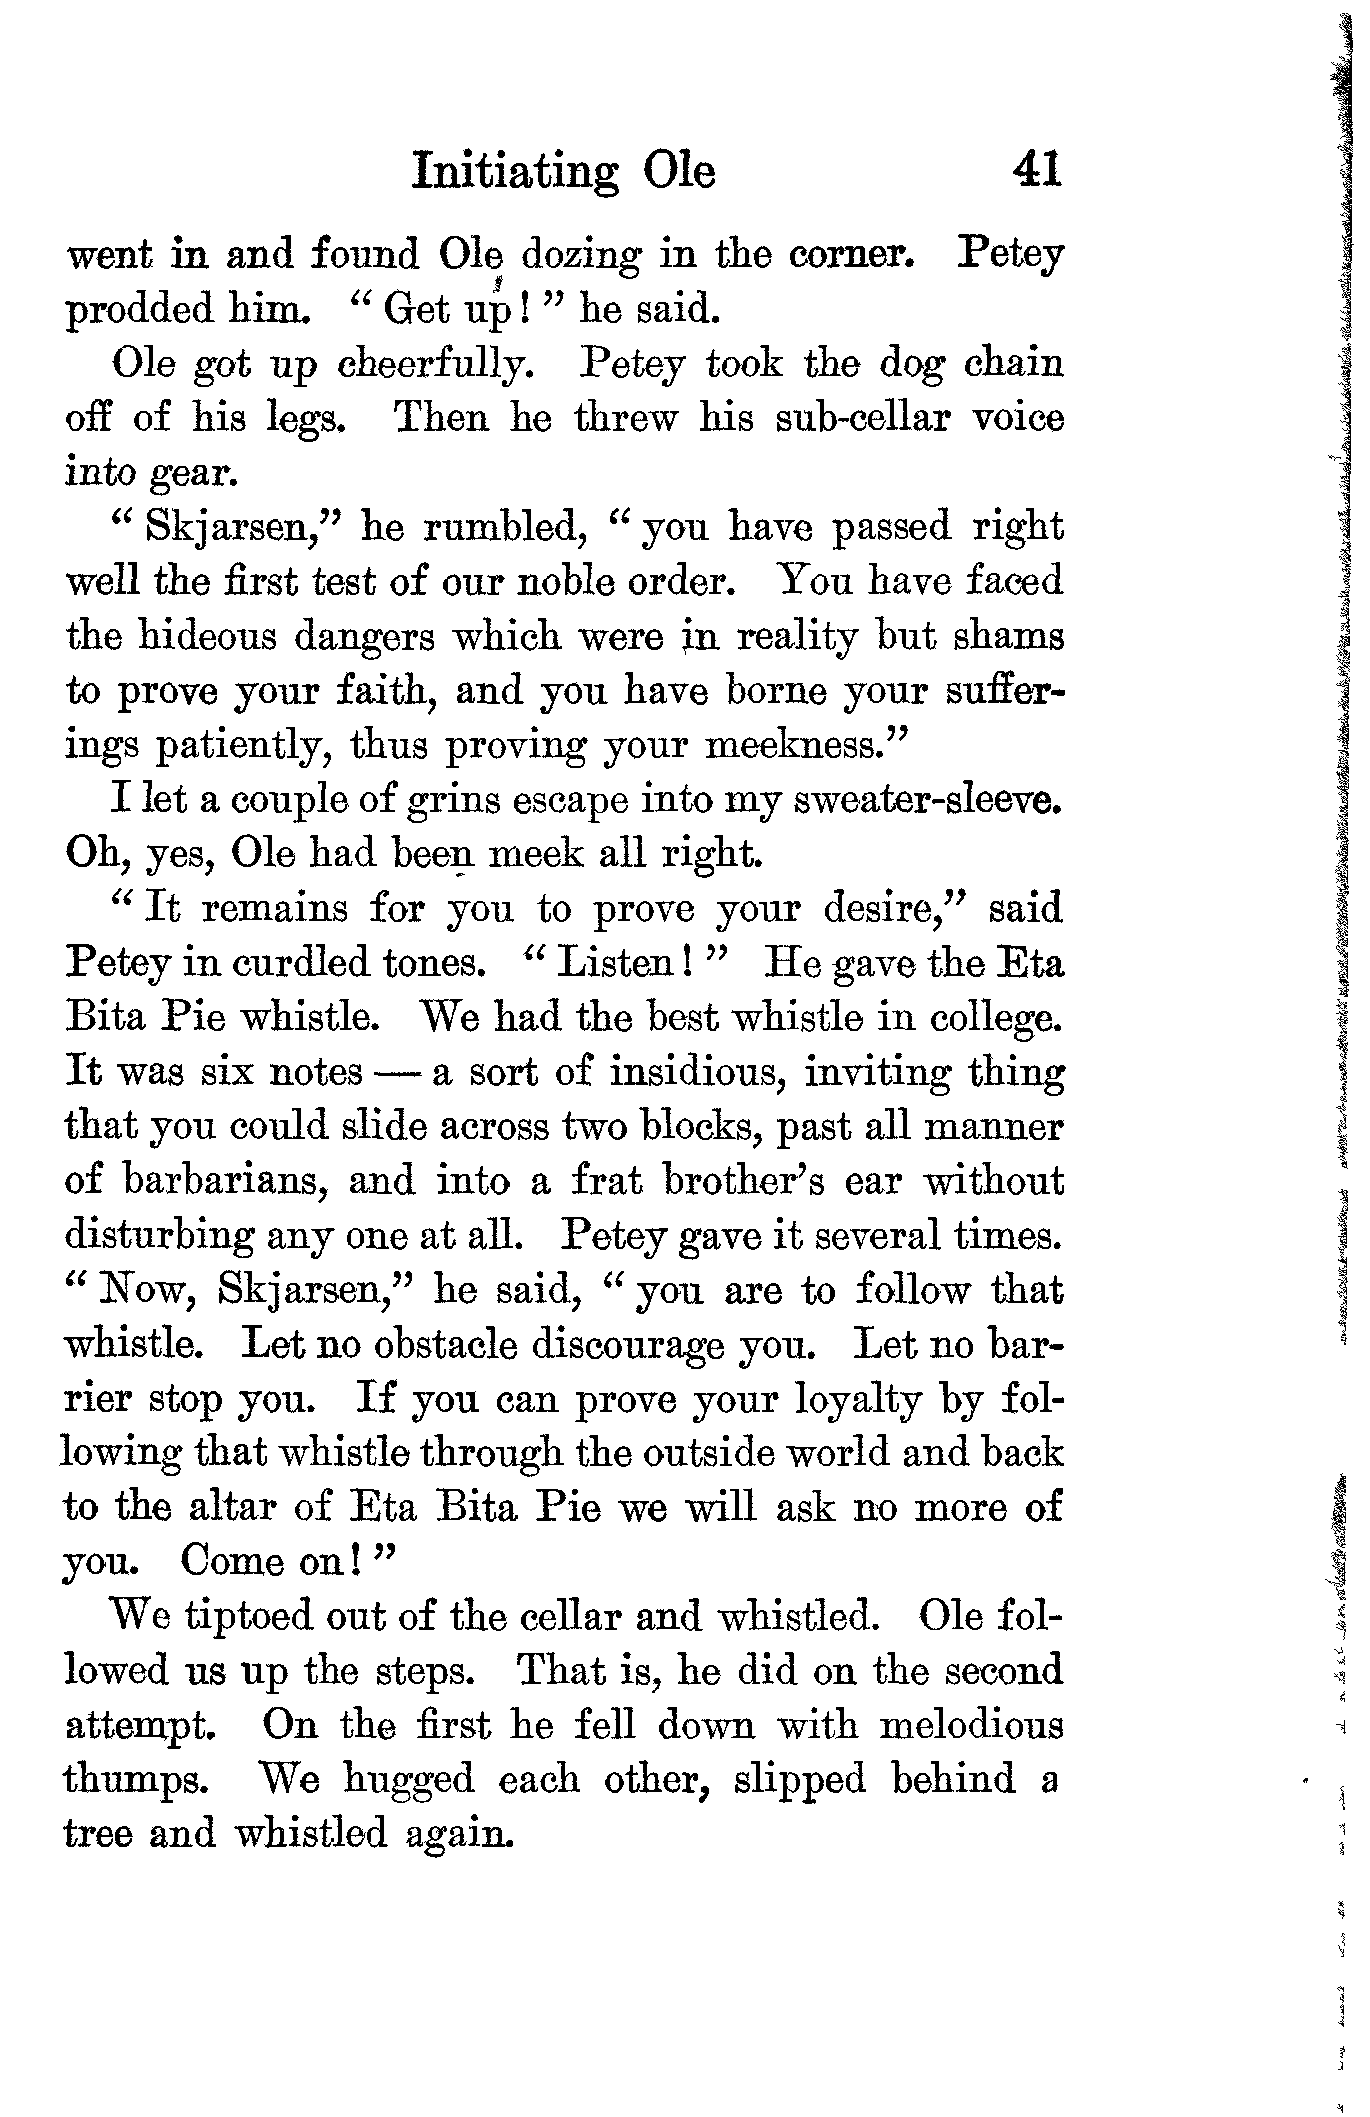 Initiating Ole 41
went in and found Ole dozing in the corner. Petey
prodded him. " Get up! " he said.
Ole got up cheerfully. Petey took the dog chain
off of his legs. Then he threw his sub-cellar voice
into gear.
" Skjarsen," he rumbled, " you have passed right
well the first test of our noble order. You have faced
the hideous dangers which were in reality but shams
to prove your faith, and you have borne your suffer-
ings patiently, thus proving your meekness."
I let a couple of grins escape into my sweater-sleeve.
Oh, yes, Ole had been meek all right.
" It remains for you to prove your desire," said
Petey in curdled tones. " Listen! " He gave the Eta
Bita Pie whistle. We had the best whistle in college.
It was six notes — a sort of insidious, inviting thing
that you could slide across two blocks, past all manner
of barbarians, and into a frat brother's ear without
disturbing any one at all. Petey gave it several times.
" Now, Skjarsen," he said, " you are to follow that
whistle. Let no obstacle discourage you. Let no bar-
rier stop you. If you can prove your loyalty by fol-
lowing that whistle through the outside world and back
to the altar of Eta Bita Pie we will ask no more of
you. Come on! "
We tiptoed out of the cellar and whistled. Ole fol-
lowed us up the steps. That is, he did on the second
attempt. On the first he fell down with melodious
thumps. We hugged each other, slipped behind a
tree and whistled again.